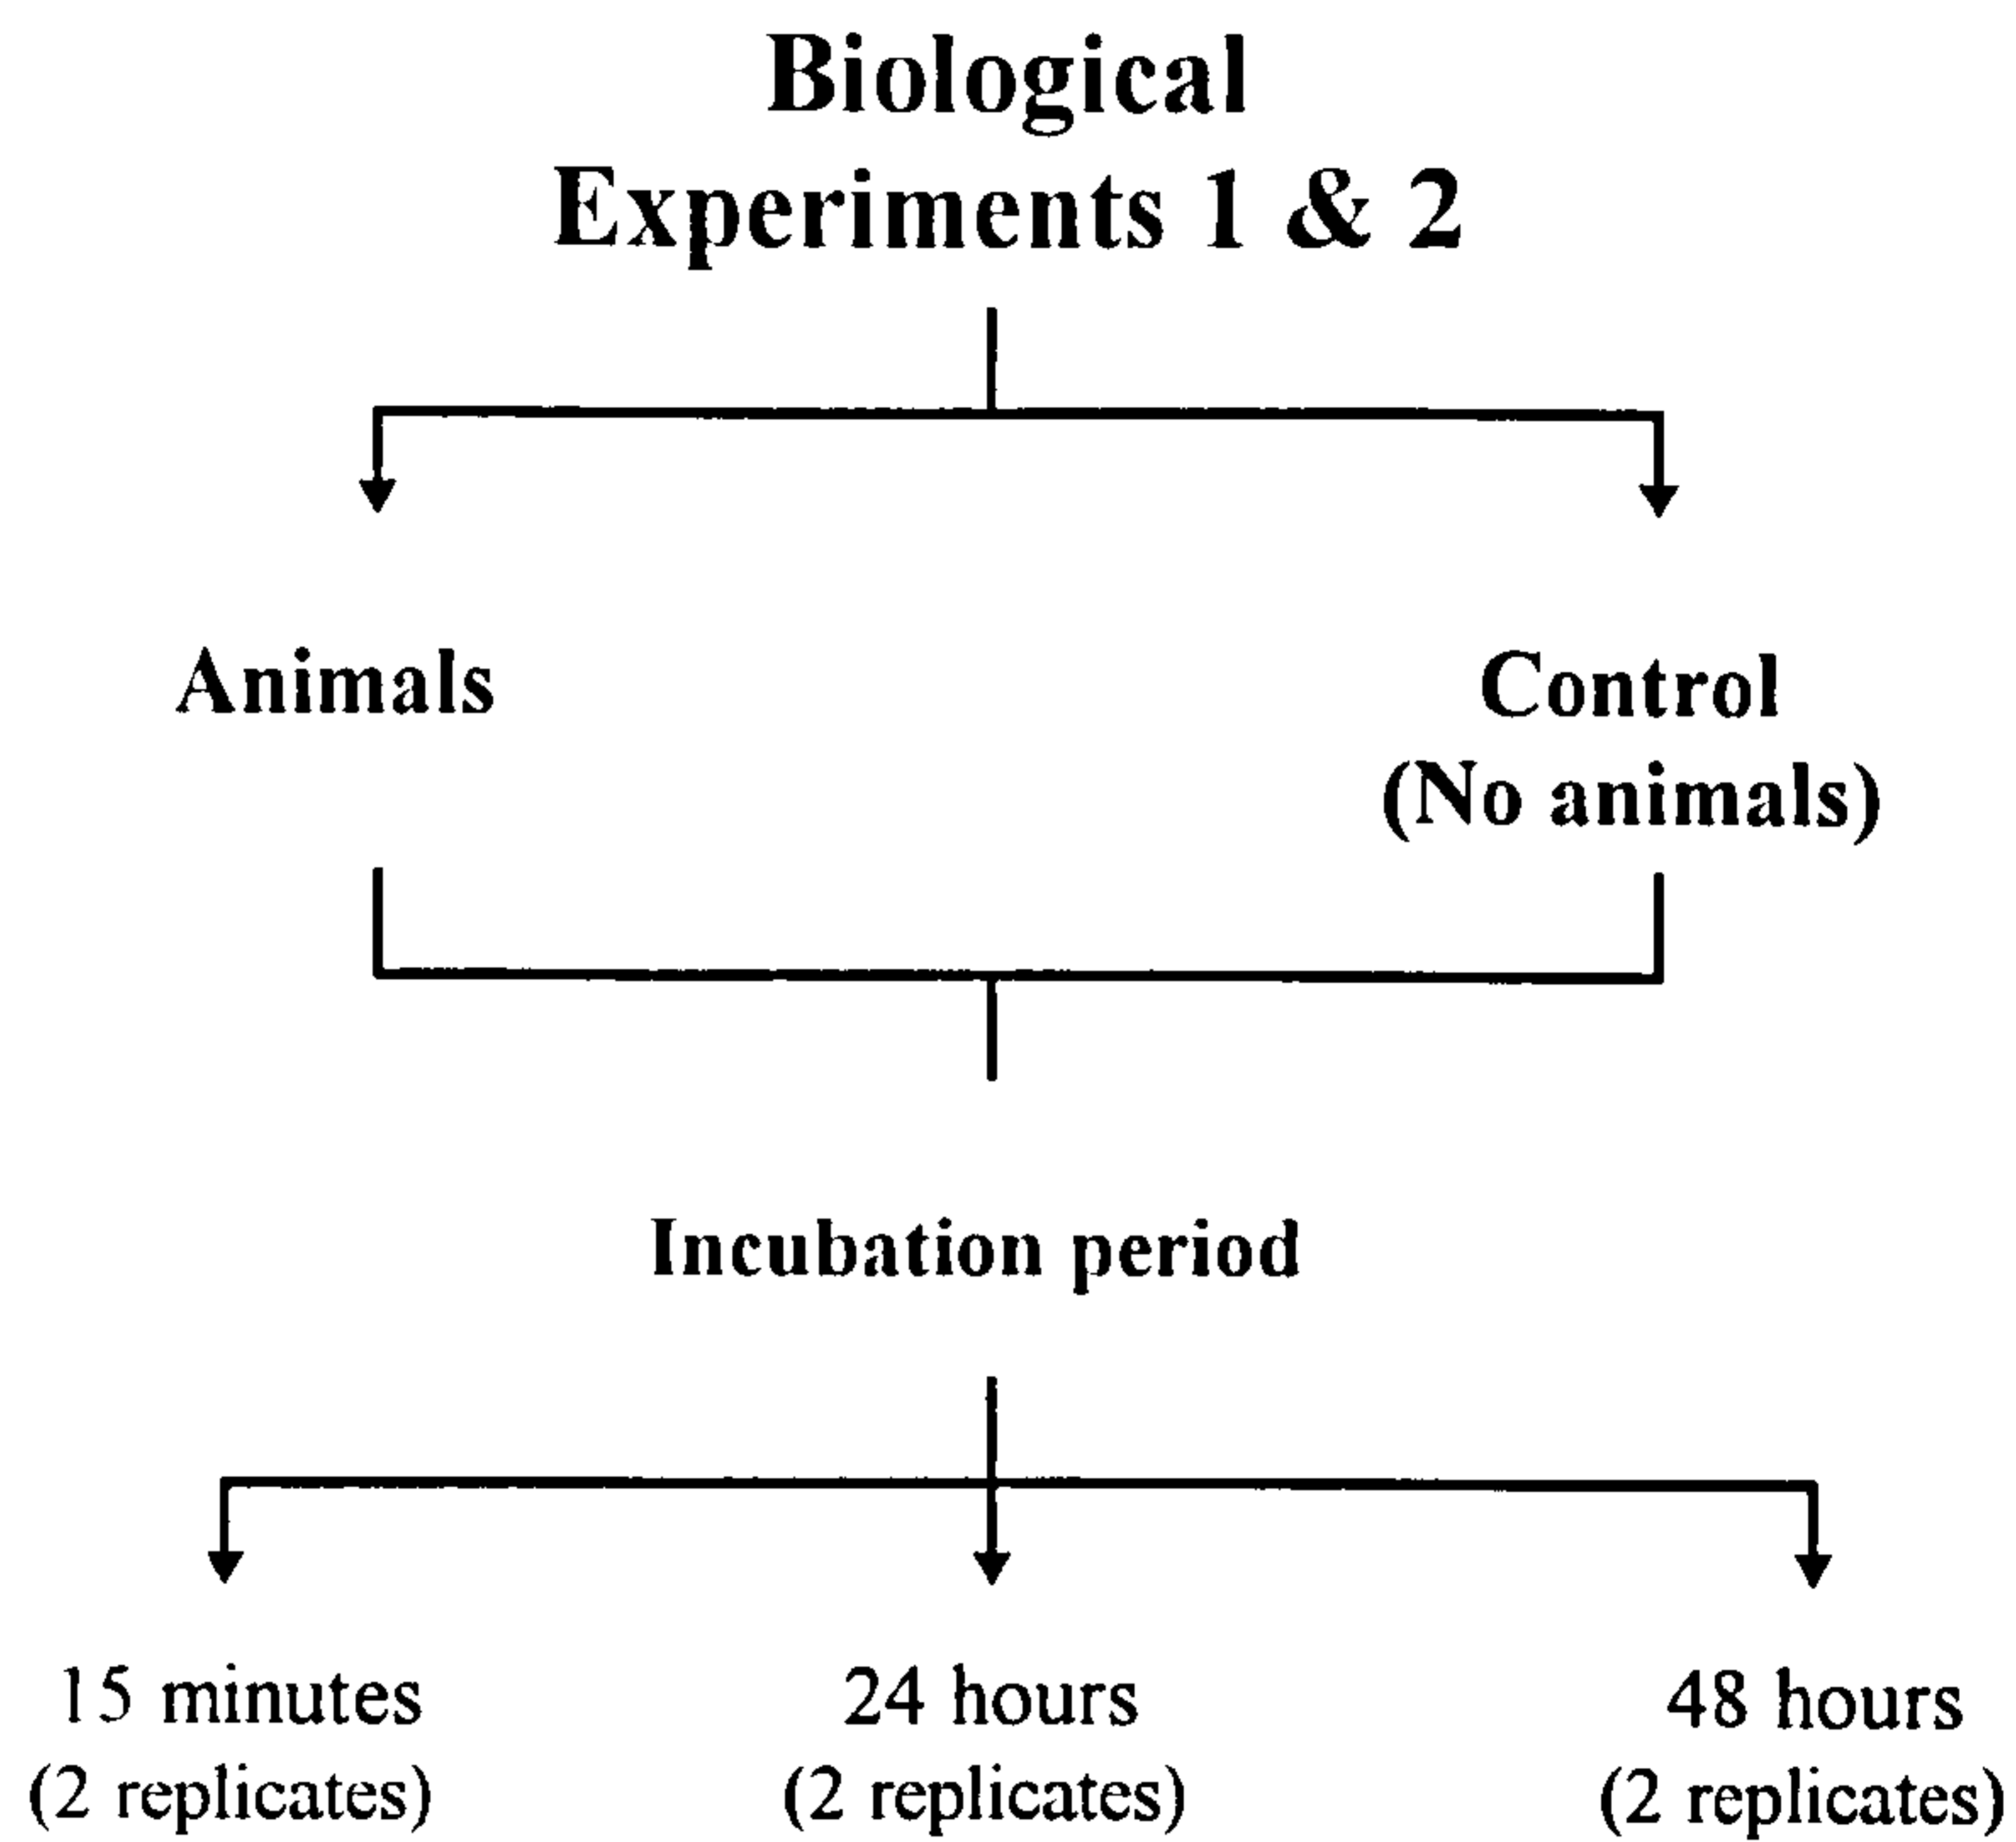 Biological
Experiments 1 & 2
Animals
Control
(No animals)
Incubation period
15 minutes
(2 replicates)
24 hours
(2 replicates)
48 hours
(2 replicates)